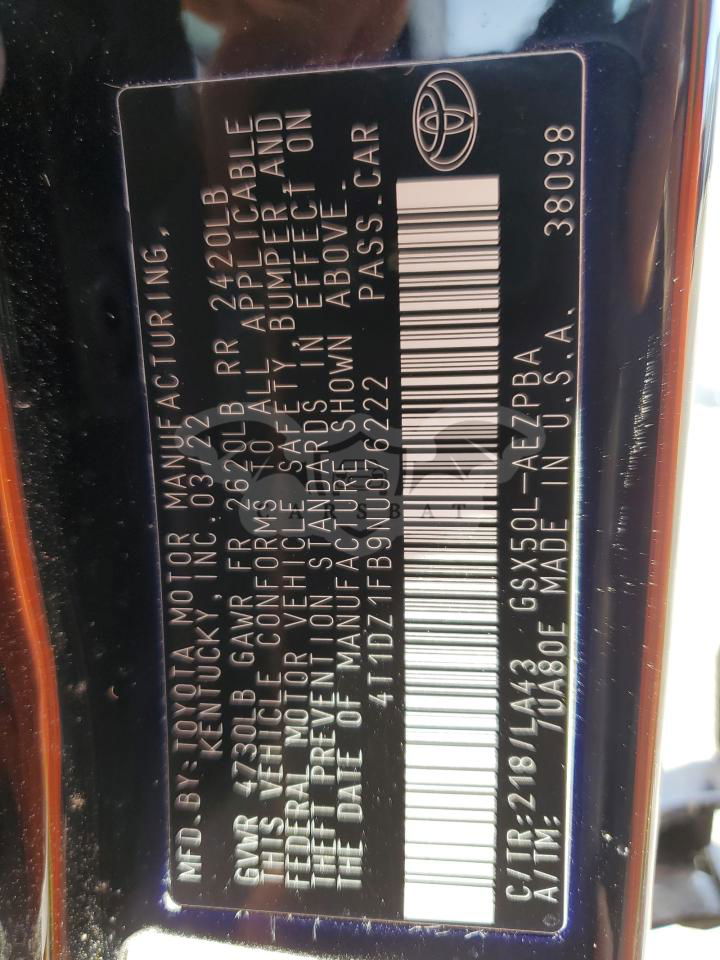 MFD.BY:TOYOTA MOTOR MANUFACTURING,
KENTUCKY, INC. 03/22
GVWR 4730LB GAWR FR 2620LB RR 2420LB
THIS VEHICLE CONFORMS TO ALL APPLICABLE
FEDERAL MOTOR VEHICLE SAFETY, BUMPER AND
THEFT PREVENTION STANDARDS IN EFFECT ON
THE DATE OF MANUFACTURE SHOWN ABOVE.
4T1DZ1FB9NU076222 PASS.CAR
C/TR:218/LA43 GSX50L-AEZPBA
A/TM: /UA80E MADE IN U.S.A. 38098
CARSBAT